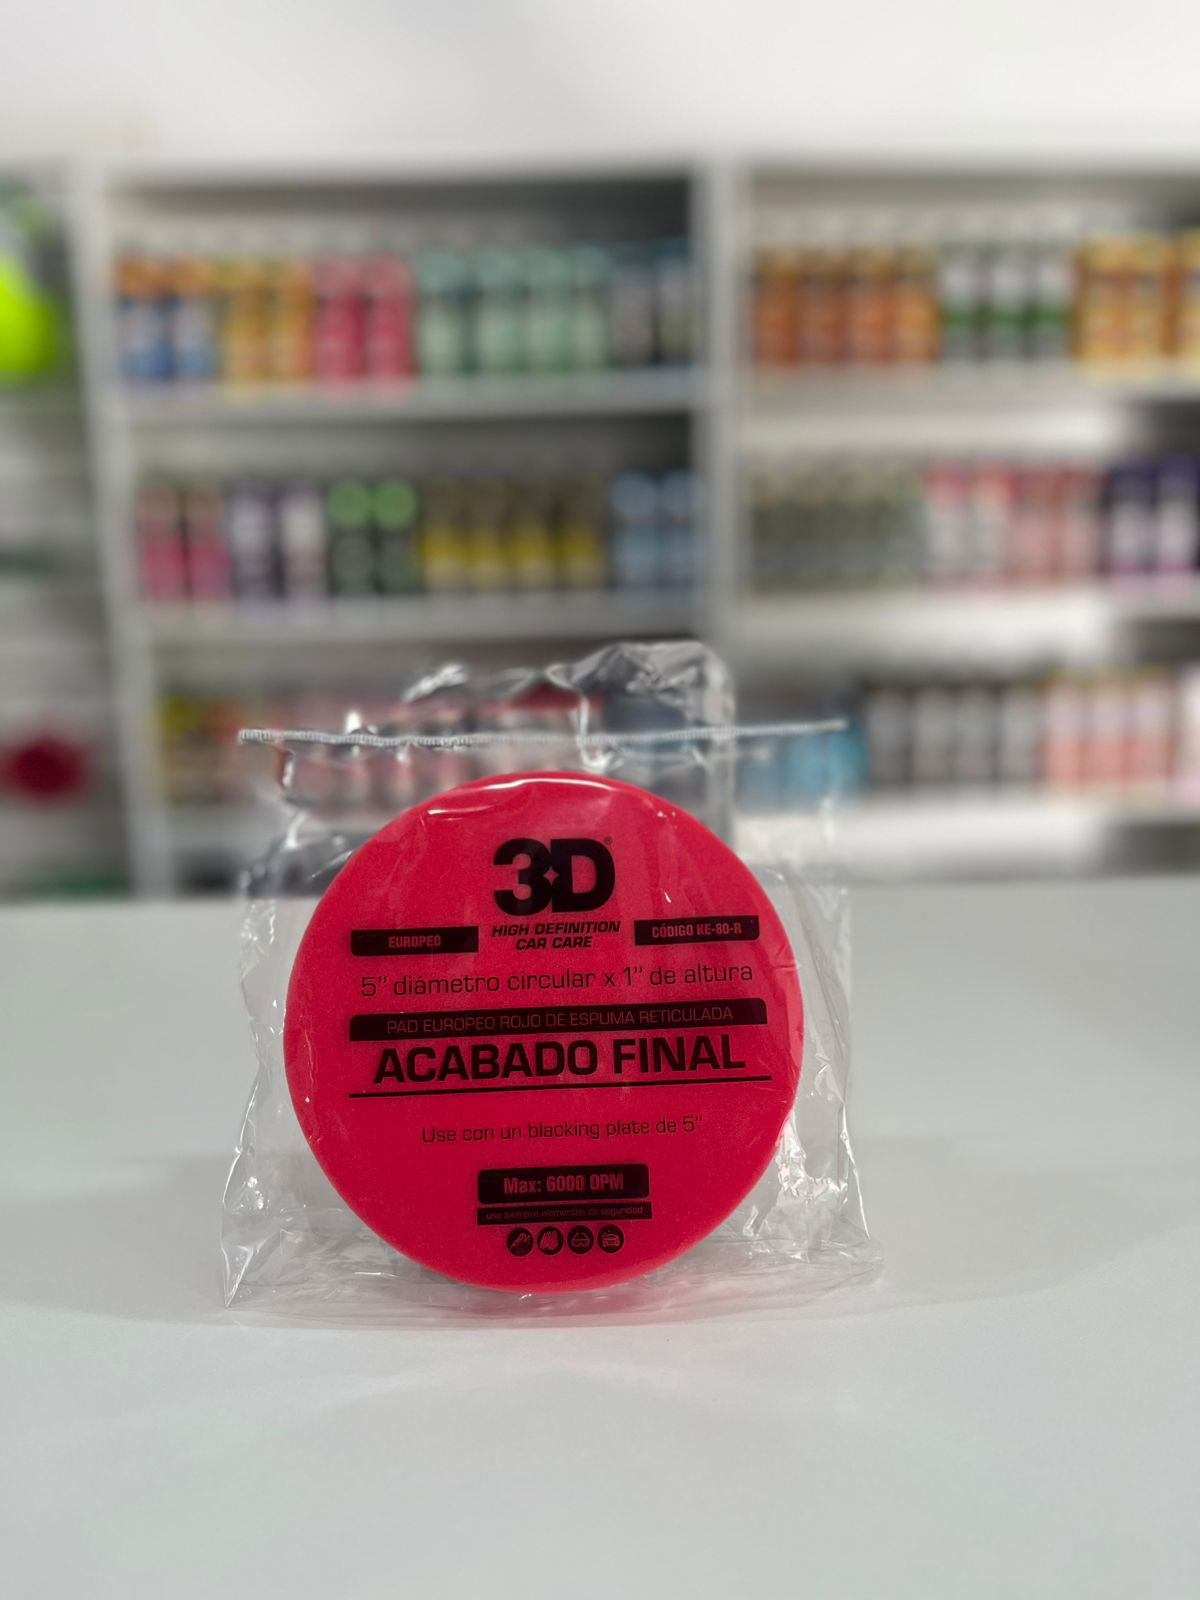 3D®
HIGH DEFINITION
CAR CARE
EUROPEO
CÓDIGO KE-80-R
5" diámetro circular x 1" de altura
PAD EUROPEO ROJO DE ESPUMA RETICULADA
ACABADO FINAL
Use con un blacking plate de 5"
Max: 6000 OPM
use siempre elementos de seguridad